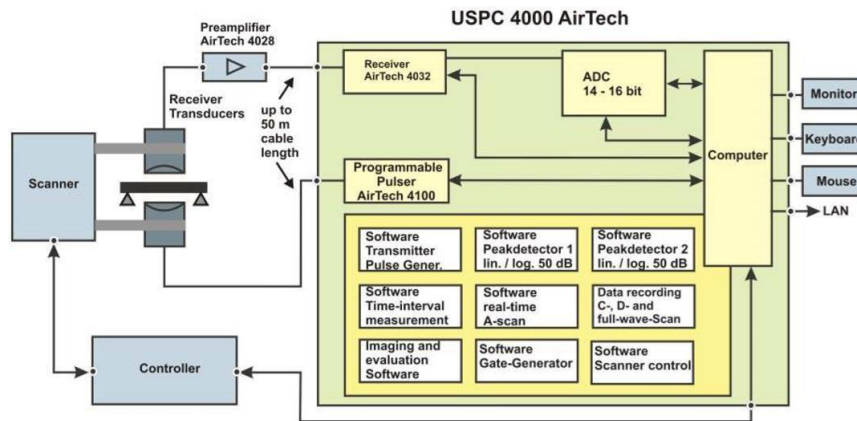 USPC 4000 AirTech
Preamplifier
AirTech 4028
Receiver
Transducers
up to
50 m
cable
length
Scanner
Controller
Receiver
AirTech 4032
ADC
14 - 16 bit
Programmable
Pulser
AirTech 4100
Computer
Monitor
Keyboard
Mouse
LAN
Software
Transmitter
Pulse Gener.
Software
Peakdetector 1
lin. / log. 50 dB
Software
Peakdetector 2
lin. / log. 50 dB
Software
Time-interval
measurement
Software
real-time
A-scan
Data recording
C-, D- and
full-wave-Scan
Imaging and
evaluation
Software
Software
Gate-Generator
Software
Scanner control